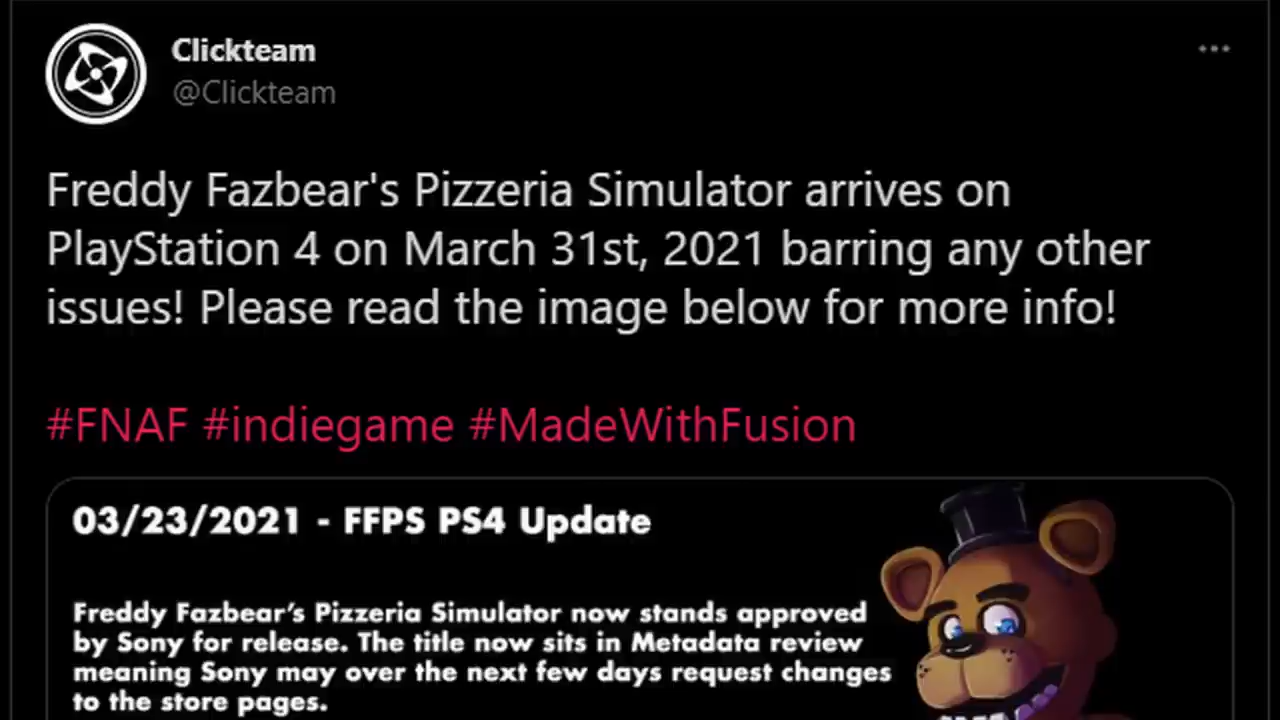 Clickteam
@Clickteam
Freddy Fazbear's Pizzeria Simulator arrives on
PlayStation 4 on March 31st, 2021 barring any other
issues! Please read the image below for more info!
#FNAF #indiegame #MadeWithFusion
03/23/2021 - FFPS PS4 Update
Freddy Fazbear’s Pizzeria Simulator now stands approved
by Sony for release. The title now sits in Metadata review
meaning Sony may over the next few days request changes
to the store pages.